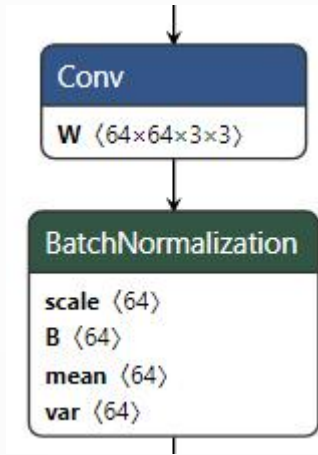 Conv
W ⟨64×64×3×3⟩
BatchNormalization
scale ⟨64⟩
B ⟨64⟩
mean ⟨64⟩
var ⟨64⟩